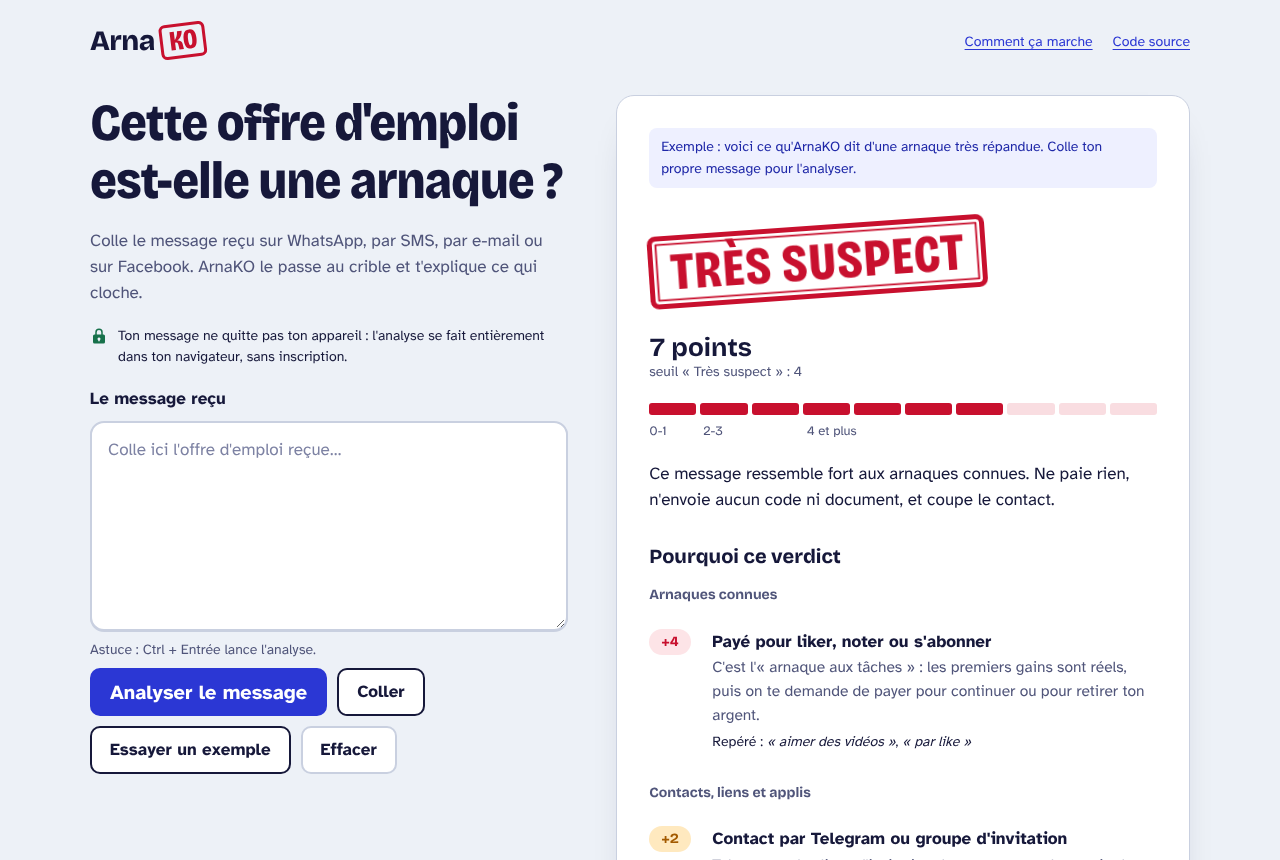 Arna KO
Comment ça marche
Code source
Cette offre d'emploi
est-elle une arnaque ?
Colle le message reçu sur WhatsApp, par SMS, par e-mail ou
sur Facebook. ArnaKO le passe au crible et t'explique ce qui
cloche.
Ton message ne quitte pas ton appareil : l'analyse se fait entièrement
dans ton navigateur, sans inscription.
Le message reçu
Colle ici l'offre d'emploi reçue...
Astuce : Ctrl + Entrée lance l'analyse.
Analyser le message
Coller
Essayer un exemple
Effacer
Exemple : voici ce qu'ArnaKO dit d'une arnaque très répandue. Colle ton
propre message pour l'analyser.
TRÈS SUSPECT
7 points
seuil « Très suspect » : 4
0-1
2-3
4 et plus
Ce message ressemble fort aux arnaques connues. Ne paie rien,
n'envoie aucun code ni document, et coupe le contact.
Pourquoi ce verdict
Arnaques connues
+4
Payé pour liker, noter ou s'abonner
C'est l'« arnaque aux tâches » : les premiers gains sont réels,
puis on te demande de payer pour continuer ou pour retirer ton
argent.
Repéré : « aimer des vidéos », « par like »
Contacts, liens et applis
+2
Contact par Telegram ou groupe d'invitation